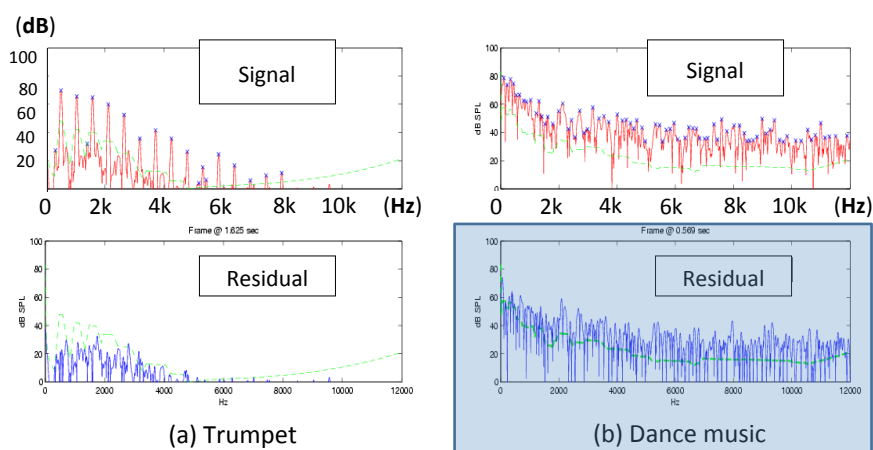 (dB)
100
80
60
40
20
0
Signal
0 2k 4k 6k 8k 10k (Hz)
100
80
60
40
20
0
dB SPL
Signal
0 2k 4k 6k 8k 10k (Hz)
Frame @ 1.625 sec
100
80
60
40
20
0
dB SPL
Residual
0 2000 4000 6000 8000 10000 12000
Hz
(a) Trumpet
Frame @ 0.569 sec
100
80
60
40
20
0
dB SPL
Residual
0 2000 4000 6000 8000 10000 12000
Hz
(b) Dance music